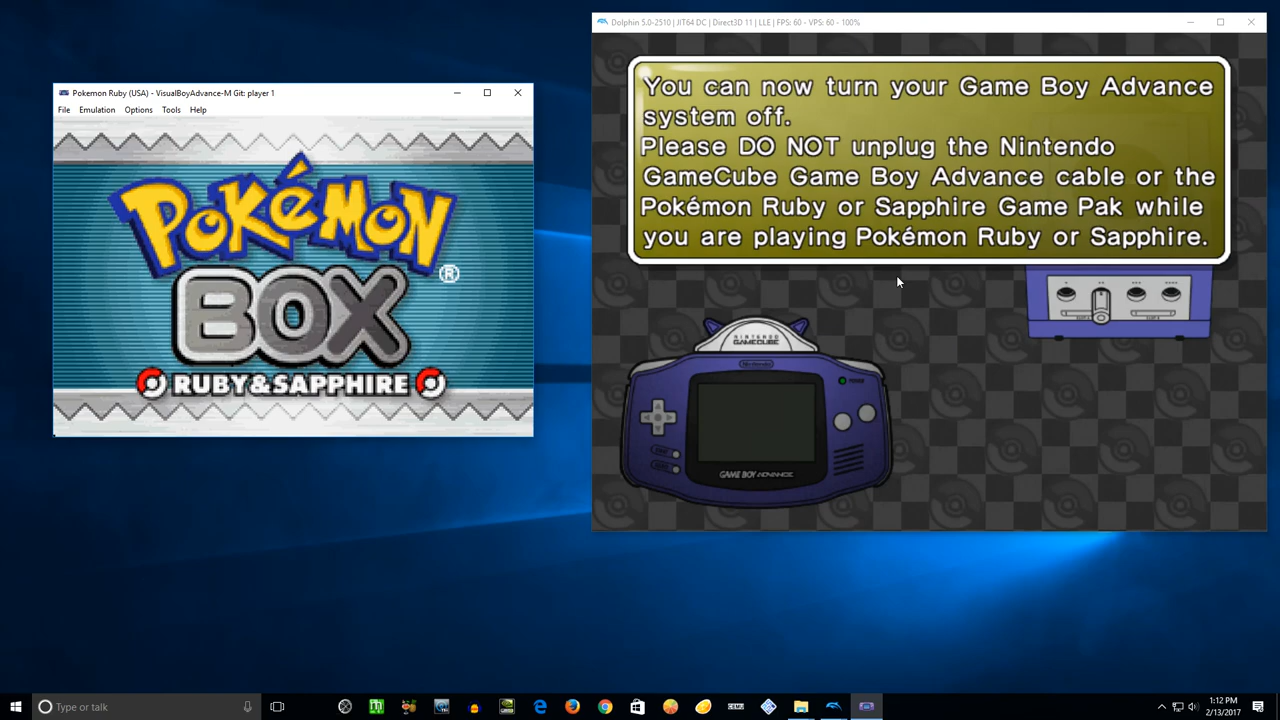 Pokemon Ruby (USA) - VisualBoyAdvance-M Git: player 1
File Emulation Options Tools Help
POKéMON
®
BOX
RUBY&SAPPHIRE
Dolphin 5.0-2510 | JIT64 DC | Direct3D 11 | LLE | FPS: 60 - VPS: 60 - 100%
You can now turn your Game Boy Advance
system off.
Please DO NOT unplug the Nintendo
GameCube Game Boy Advance cable or the
Pokémon Ruby or Sapphire Game Pak while
you are playing Pokémon Ruby or Sapphire.
NINTENDO
GAMECUBE
Nintendo
GAME BOY ADVANCE
Type or talk
1:12 PM
2/13/2017